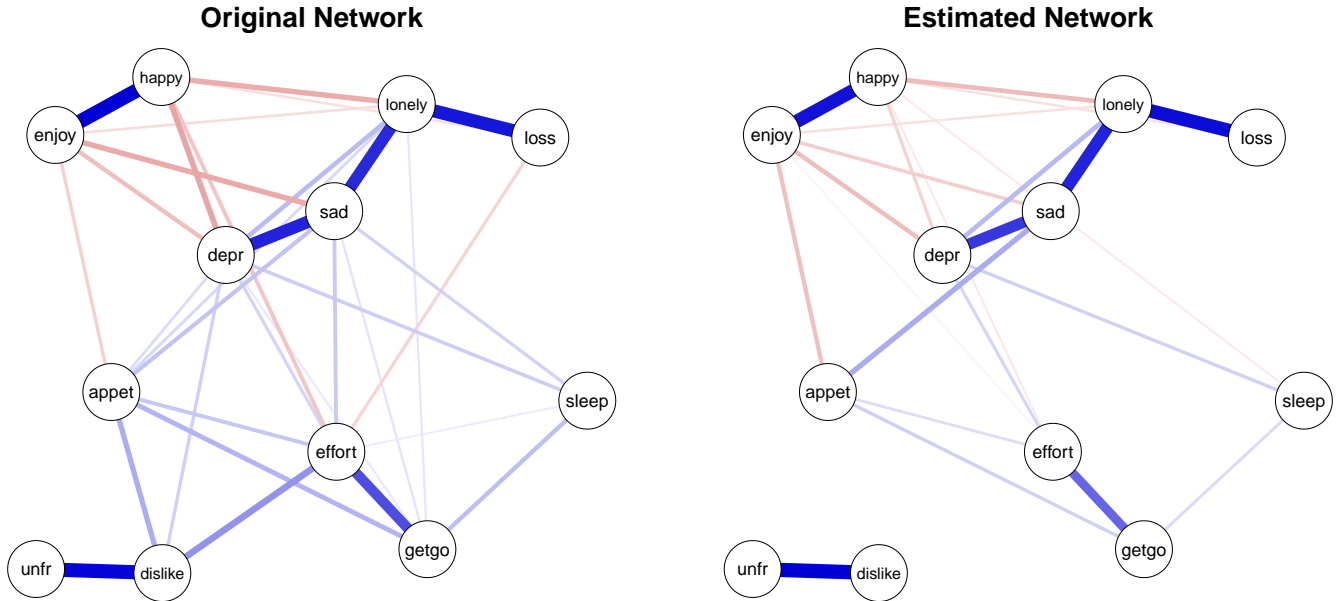 Original Network
happy
lonely
enjoy
loss
sad
depr
appet
sleep
effort
getgo
unfr
dislike
Estimated Network
happy
lonely
enjoy
loss
sad
depr
appet
sleep
effort
getgo
unfr
dislike